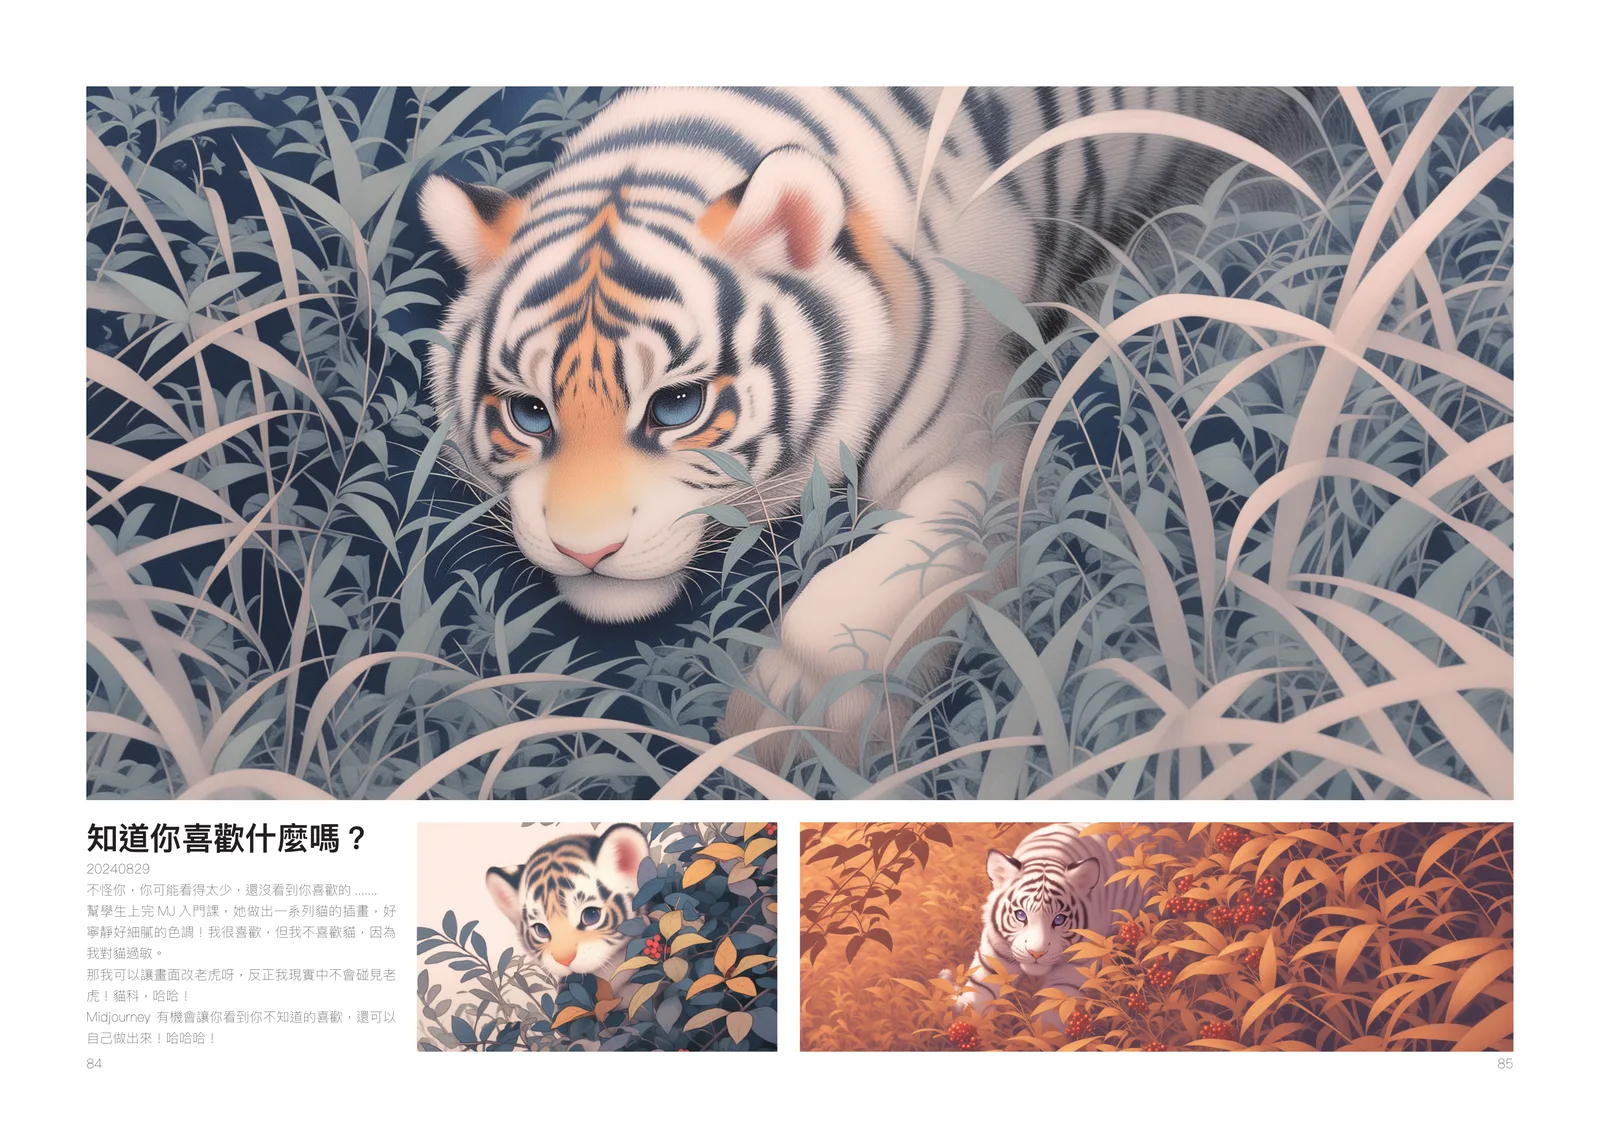 知道你喜歡什麼嗎？
20240829
不怪你，你可能看得太少，還沒看到你喜歡的 .......
幫學生上完 MJ 入門課，她做出一系列貓的插畫，好
寧靜好細膩的色調！我很喜歡，但我不喜歡貓，因為
我對貓過敏。
那我可以讓畫面改老虎呀，反正我現實中不會碰見老
虎！貓科，哈哈！
Midjourney 有機會讓你看到你不知道的喜歡，還可以
自己做出來！哈哈哈！
84
85